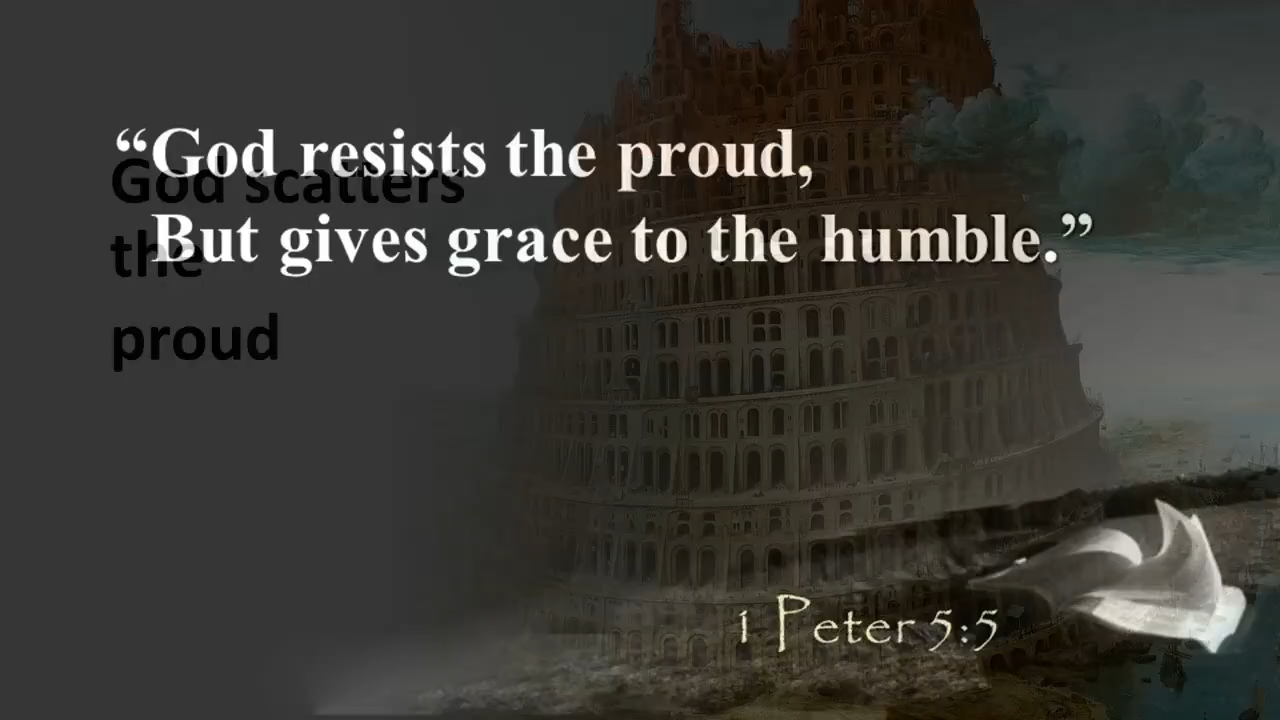 “God resists the proud,
But gives grace to the humble.”
God scatters
the
proud
1 Peter 5:5